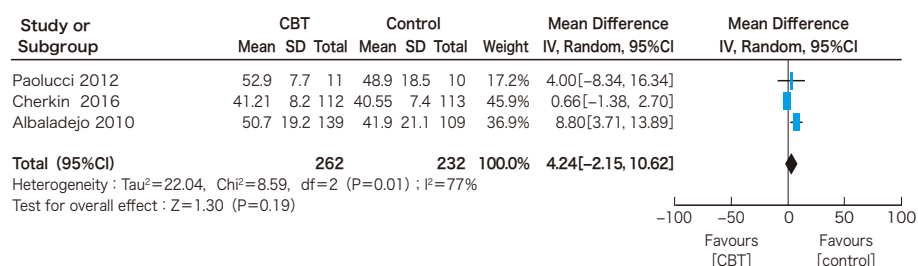 Study or Subgroup CBT Control Mean Difference Mean Difference
Mean SD Total Mean SD Total Weight IV, Random, 95%CI IV, Random, 95%CI
Paolucci 2012 52.9 7.7 11 48.9 18.5 10 17.2% 4.00[−8.34, 16.34]
Cherkin 2016 41.21 8.2 112 40.55 7.4 113 45.9% 0.66[−1.38, 2.70]
Albaladejo 2010 50.7 19.2 139 41.9 21.1 109 36.9% 8.80[3.71, 13.89]
Total (95%CI) 262 232 100.0% 4.24[−2.15, 10.62]
Heterogeneity : Tau²=22.04, Chi²=8.59, df=2 (P=0.01) ; I²=77%
Test for overall effect : Z=1.30 (P=0.19)
−100 −50 0 50 100
Favours [CBT] Favours [control]